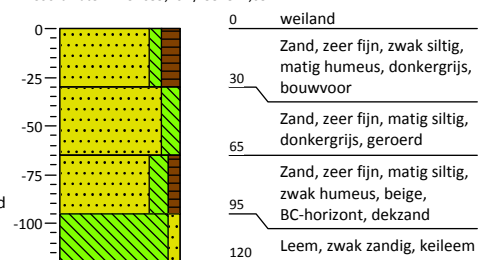 0
-25
-50
-75
-100
0 weiland
Zand, zeer fijn, zwak siltig,
matig humeus, donkergrijs,
bouwvoor
30
Zand, zeer fijn, matig siltig,
donkergrijs, geroerd
65
Zand, zeer fijn, matig siltig,
zwak humeus, beige,
BC-horizont, dekzand
95
Leem, zwak zandig, keileem
120